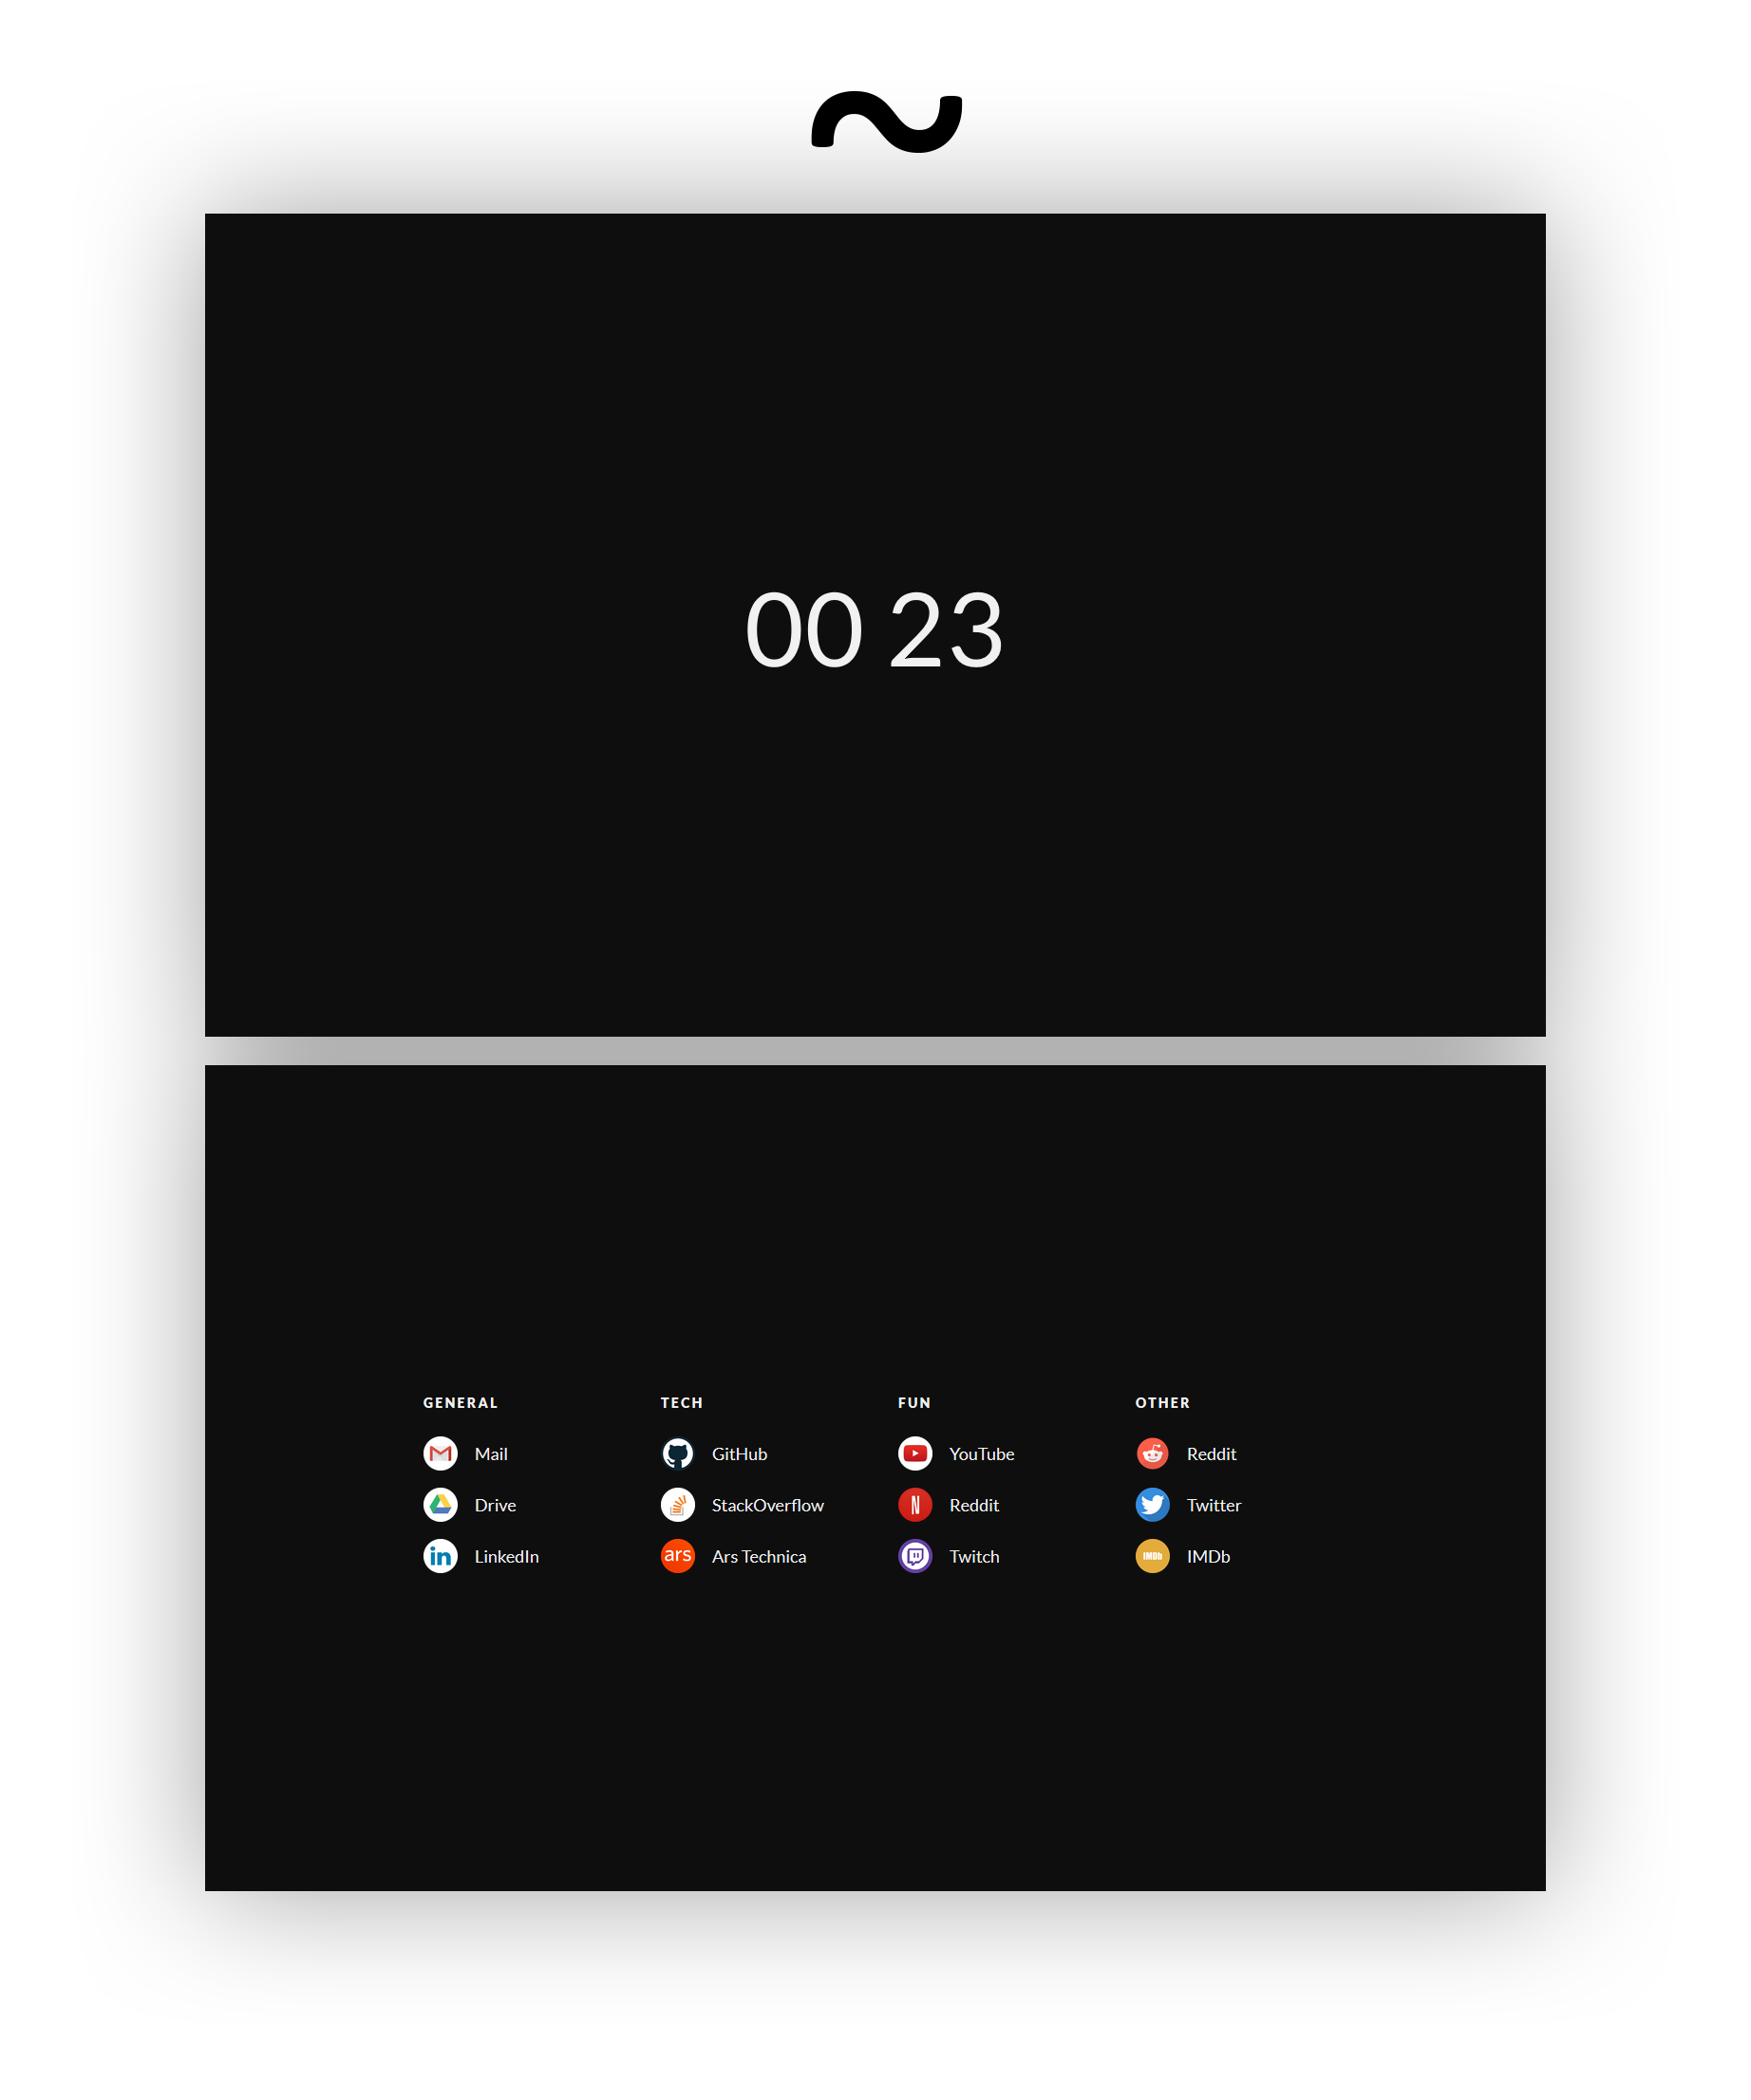 ~
00 23
GENERAL TECH FUN OTHER
Mail GitHub YouTube Reddit
Drive StackOverflow N Reddit Twitter
in LinkedIn ars Ars Technica Twitch IMDb IMDb